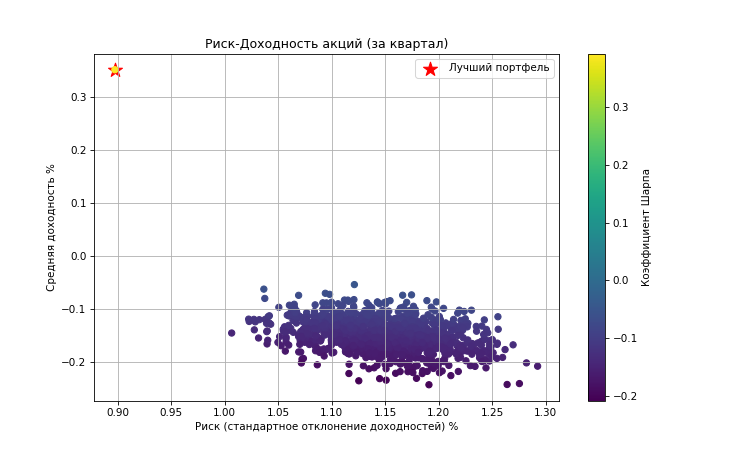 Риск-Доходность акций (за квартал)
Лучший портфель
Средняя доходность %
0.3
0.2
0.1
0.0
−0.1
−0.2
0.90 0.95 1.00 1.05 1.10 1.15 1.20 1.25 1.30
Риск (стандартное отклонение доходностей) %
0.3
0.2
0.1
0.0
−0.1
−0.2
Коэффициент Шарпа